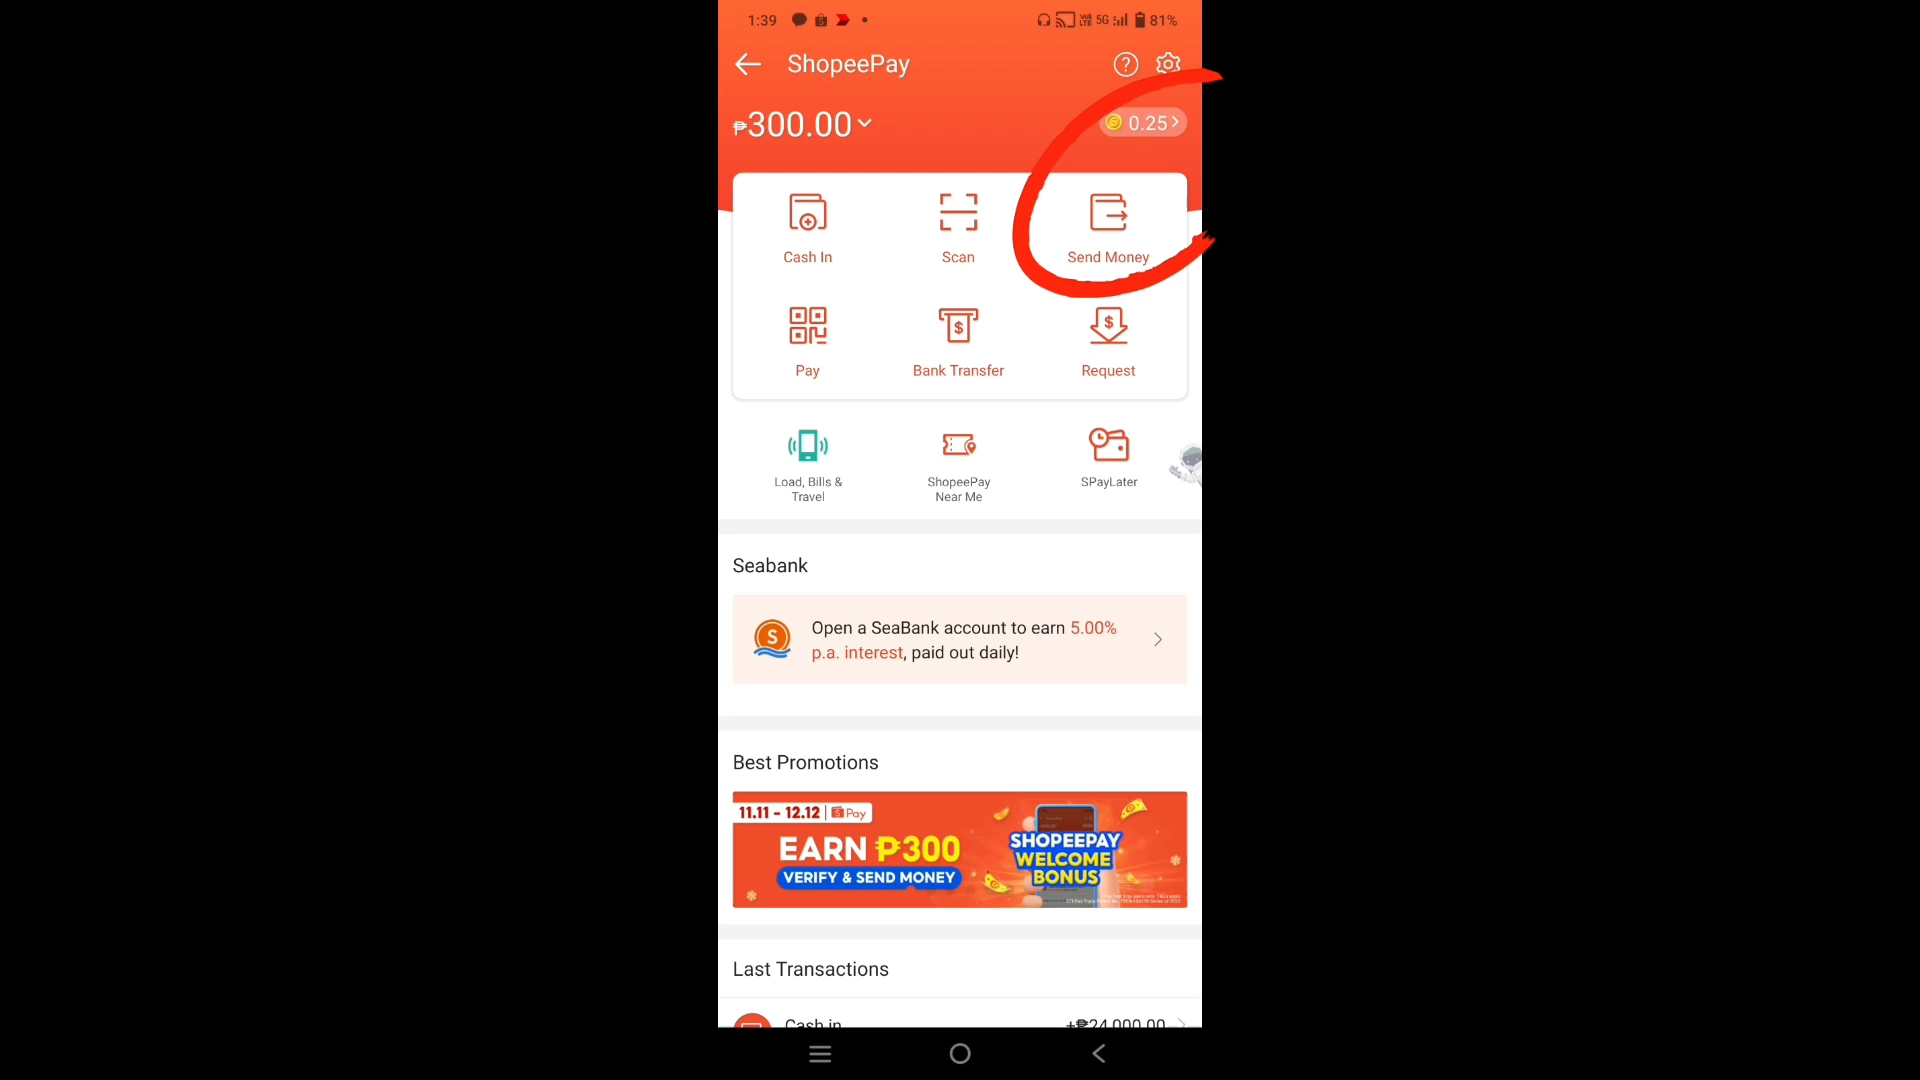 1:39 5G 81%
ShopeePay
₱300.00
0.25
Cash In Scan Send Money
Pay Bank Transfer Request
Load, Bills & Travel
ShopeePay Near Me
SPayLater
Seabank
Open a SeaBank account to earn 5.00%
p.a. interest, paid out daily!
Best Promotions
11.11 - 12.12 | Pay
EARN ₱300
VERIFY & SEND MONEY
SHOPEEPAY
WELCOME
BONUS
Last Transactions
Cash in +₱24,000.00